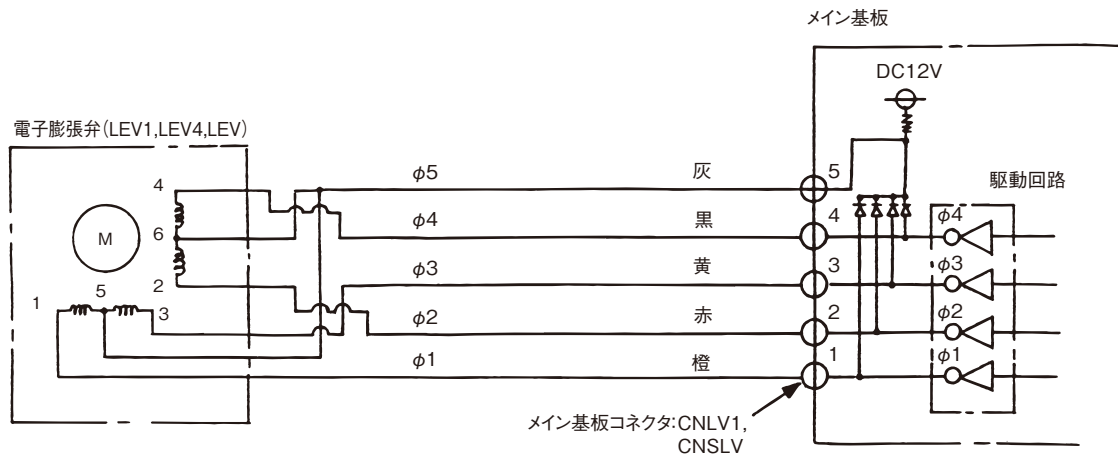 メイン基板
DC12V
電子膨張弁(LEV1,LEV4,LEV)
駆動回路
4
6
2
M
1
5
3
φ5
灰
5
φ4
黒
4
φ4
φ3
黄
3
φ3
φ2
赤
2
φ2
φ1
橙
1
φ1
メイン基板コネクタ:CNLV1,
CNSLV